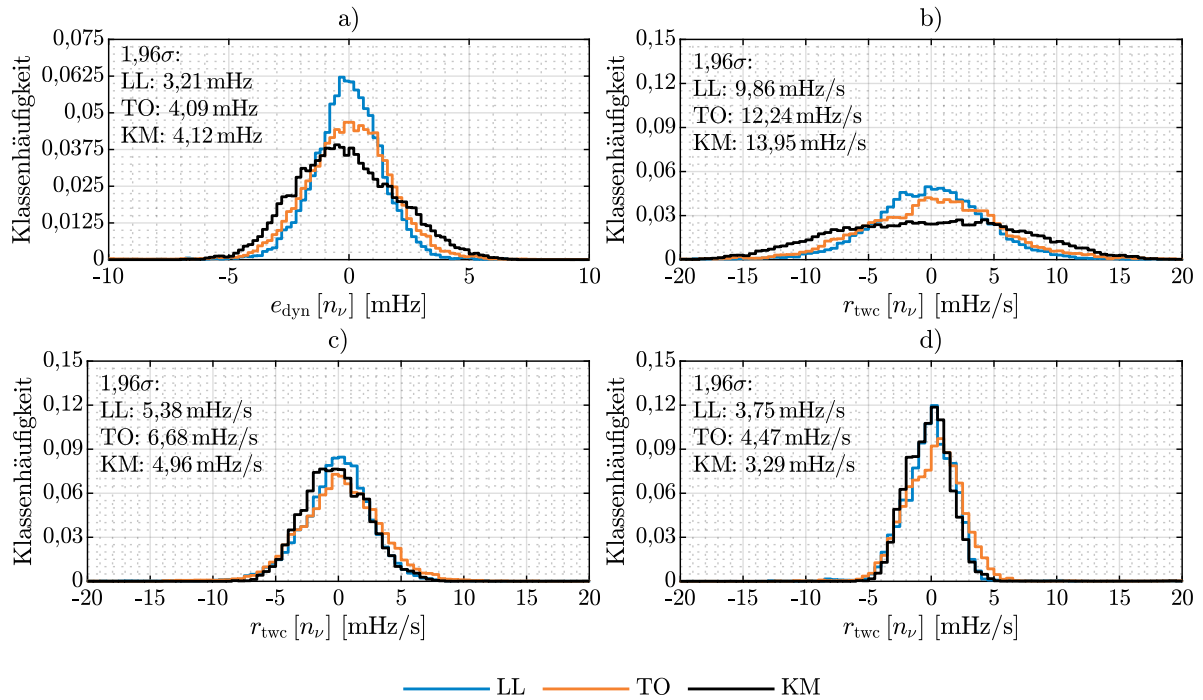 a)
Klassenhäufigkeit
0,075
0,0625
0,05
0,0375
0,025
0,0125
0
1,96σ:
LL: 3,21 mHz
TO: 4,09 mHz
KM: 4,12 mHz
-10 -5 0 5 10
e_dyn [n_ν] [mHz]
b)
Klassenhäufigkeit
0,15
0,12
0,09
0,06
0,03
0
1,96σ:
LL: 9,86 mHz/s
TO: 12,24 mHz/s
KM: 13,95 mHz/s
-20 -15 -10 -5 0 5 10 15 20
r_twc [n_ν] [mHz/s]
c)
Klassenhäufigkeit
0,15
0,12
0,09
0,06
0,03
0
1,96σ:
LL: 5,38 mHz/s
TO: 6,68 mHz/s
KM: 4,96 mHz/s
-20 -15 -10 -5 0 5 10 15 20
r_twc [n_ν] [mHz/s]
d)
Klassenhäufigkeit
0,15
0,12
0,09
0,06
0,03
0
1,96σ:
LL: 3,75 mHz/s
TO: 4,47 mHz/s
KM: 3,29 mHz/s
-20 -15 -10 -5 0 5 10 15 20
r_twc [n_ν] [mHz/s]
LL TO KM